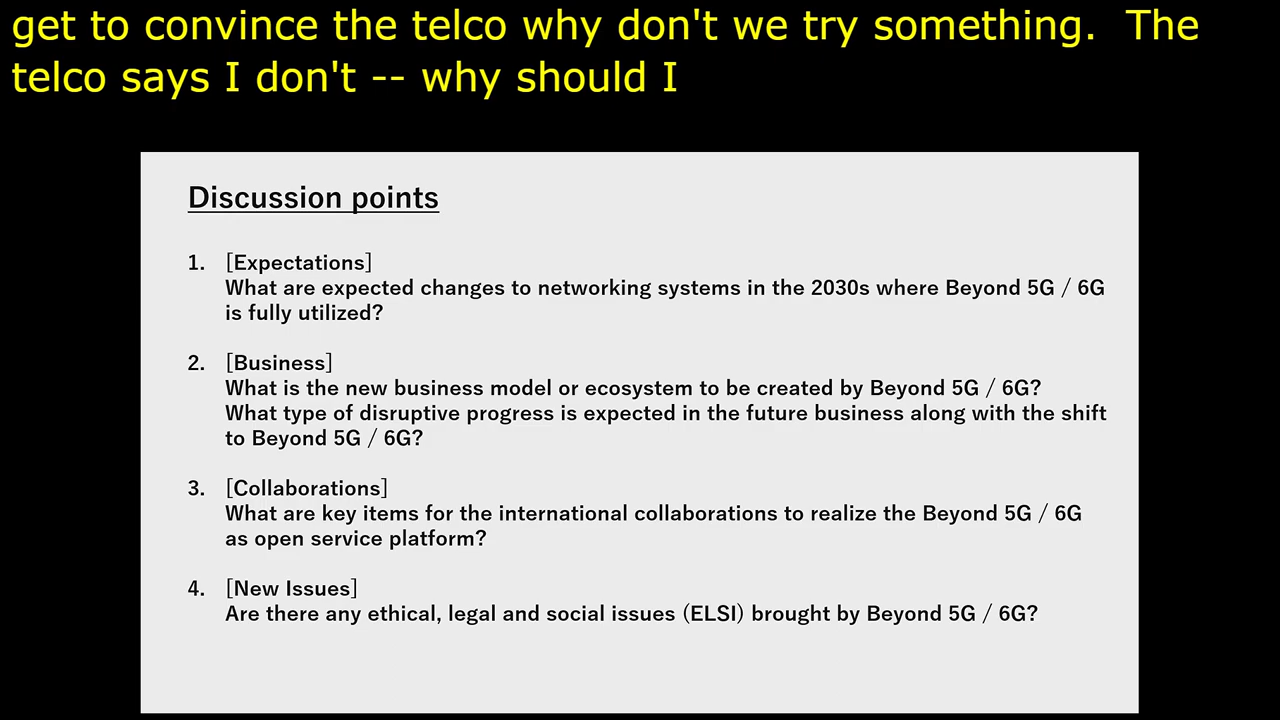 get to convince the telco why don't we try something.  The
telco says I don't -- why should I
Discussion points
1. [Expectations]
What are expected changes to networking systems in the 2030s where Beyond 5G / 6G
is fully utilized?
2. [Business]
What is the new business model or ecosystem to be created by Beyond 5G / 6G?
What type of disruptive progress is expected in the future business along with the shift
to Beyond 5G / 6G?
3. [Collaborations]
What are key items for the international collaborations to realize the Beyond 5G / 6G
as open service platform?
4. [New Issues]
Are there any ethical, legal and social issues (ELSI) brought by Beyond 5G / 6G?